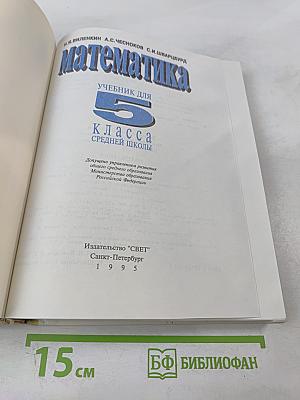 Н.Я. ВИЛЕНКИН А.С. ЧЕСНОКОВ С.И. ШВАРЦБУРД
Математика
УЧЕБНИК ДЛЯ
5
класса
СРЕДНЕЙ ШКОЛЫ
Допущено управлением развития
общего среднего образования
Министерства образования
Российской Федерации
Издательство "СВЕТ"
Санкт-Петербург
1995
15 см
БФ БИБЛИОФАН